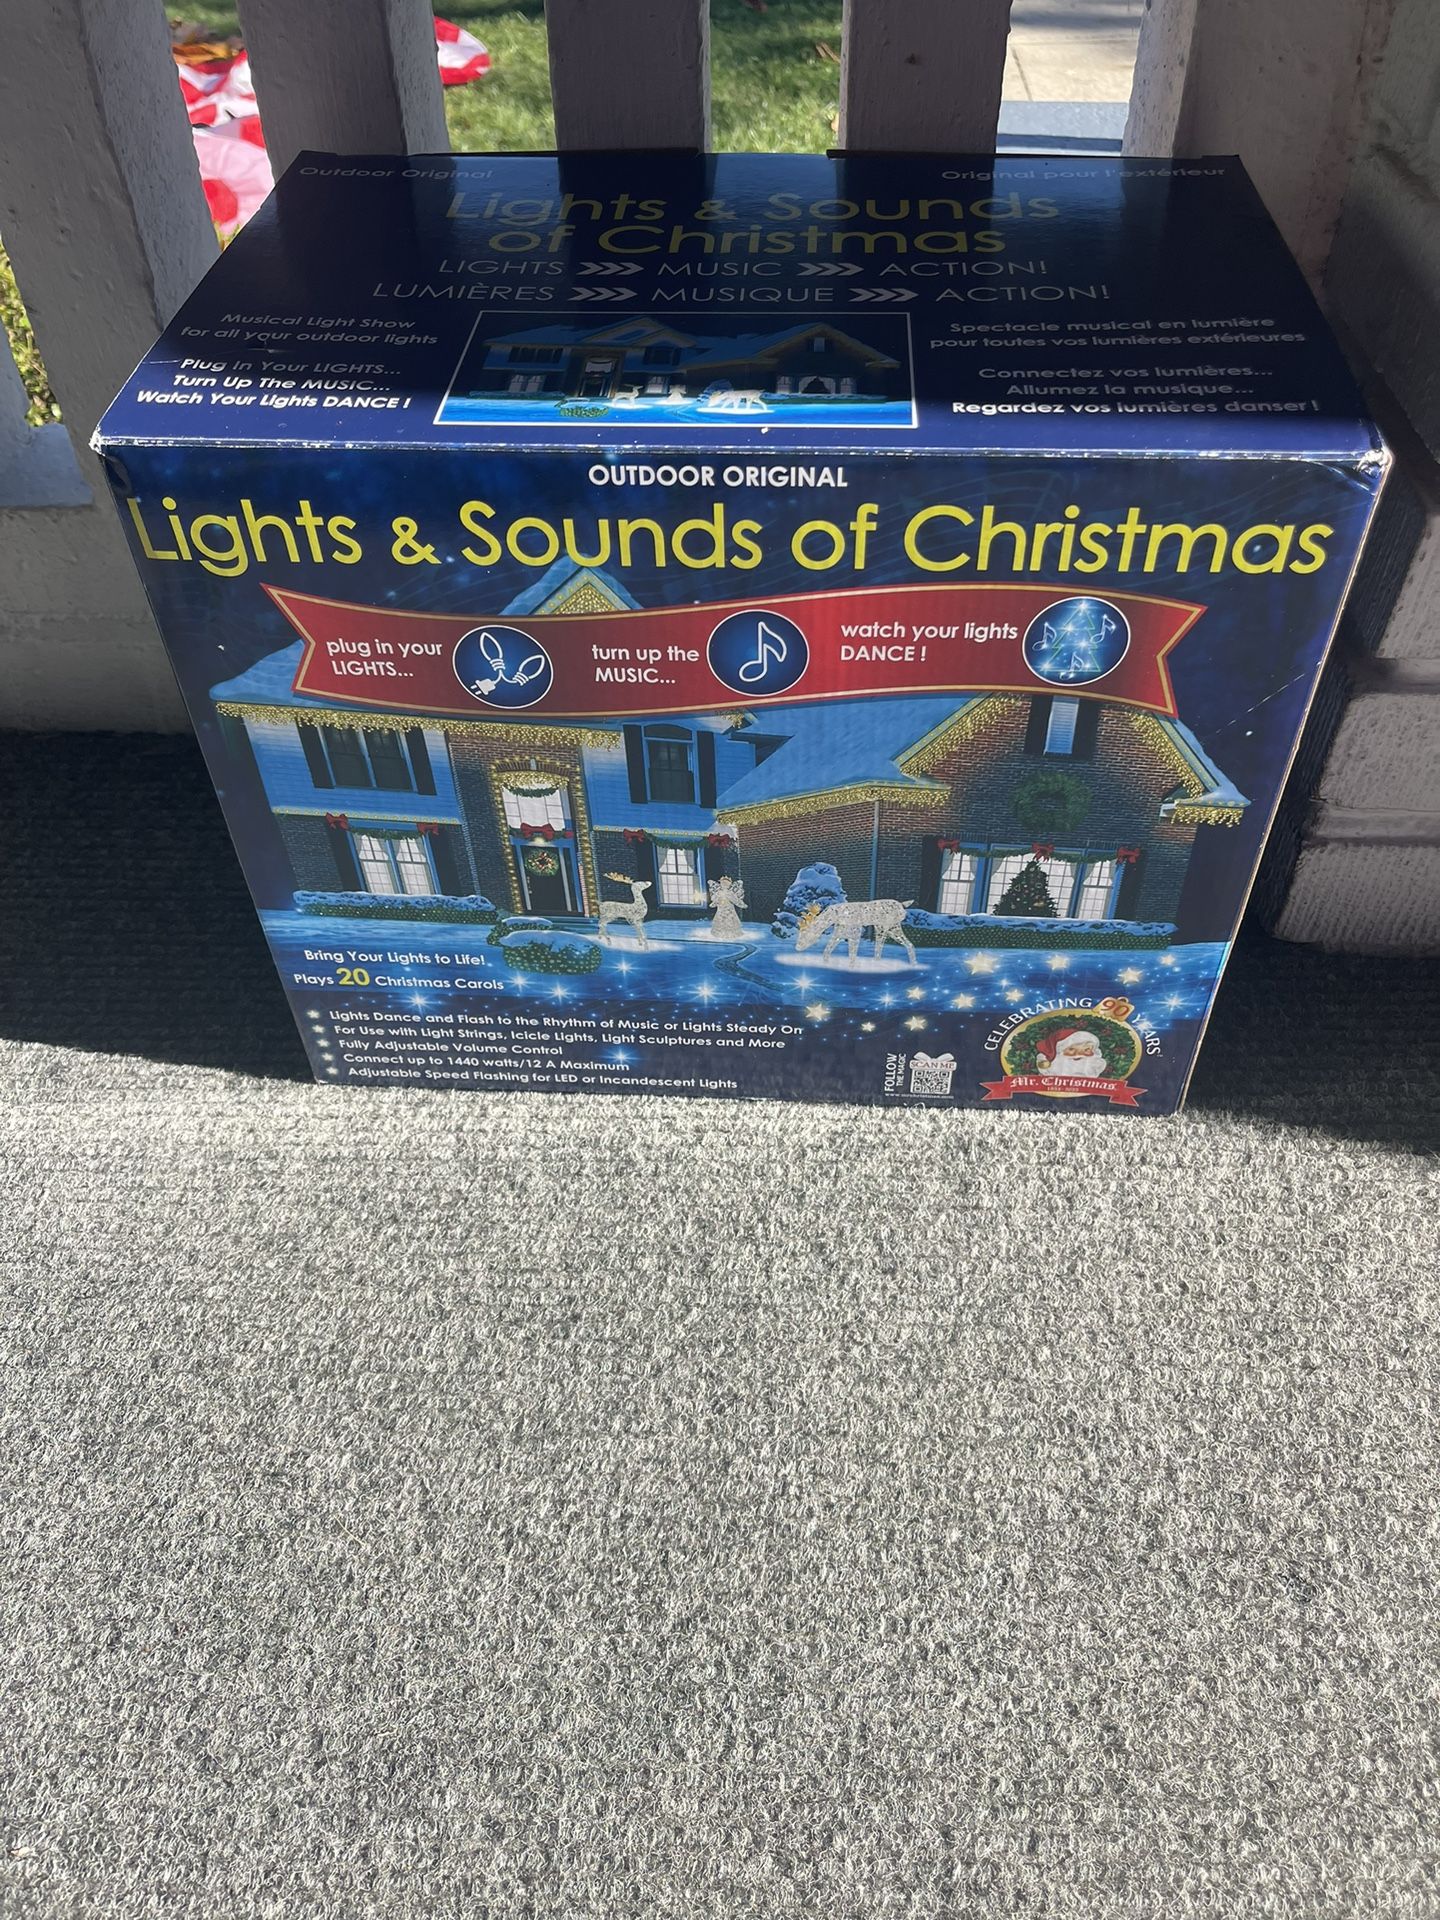 Outdoor Original
Original pour l'extérieur
Lights & Sounds
of Christmas
LIGHTS >>> MUSIC >>> ACTION!
LUMIÈRES >>> MUSIQUE >>> ACTION!
Musical Light Show
for all your outdoor lights
Plug In Your LIGHTS...
Turn Up The MUSIC...
Watch Your Lights DANCE !
Spectacle musical en lumière
pour toutes vos lumières extérieures
Connectez vos lumières...
Allumez la musique...
Regardez vos lumières danser !
OUTDOOR ORIGINAL
Lights & Sounds of Christmas
plug in your
LIGHTS...
turn up the
MUSIC...
watch your lights
DANCE !
Bring Your Lights to Life!
Plays 20 Christmas Carols
Lights Dance and Flash to the Rhythm of Music or Lights Steady On
For Use with Light Strings, Icicle Lights, Light Sculptures and More
Fully Adjustable Volume Control
Connect up to 1440 watts/12 A Maximum
Adjustable Speed Flashing for LED or Incandescent Lights
FOLLOW
THE MAGIC
SCAN ME
www.mrchristmas.com
CELEBRATING 90 YEARS
Mr. Christmas